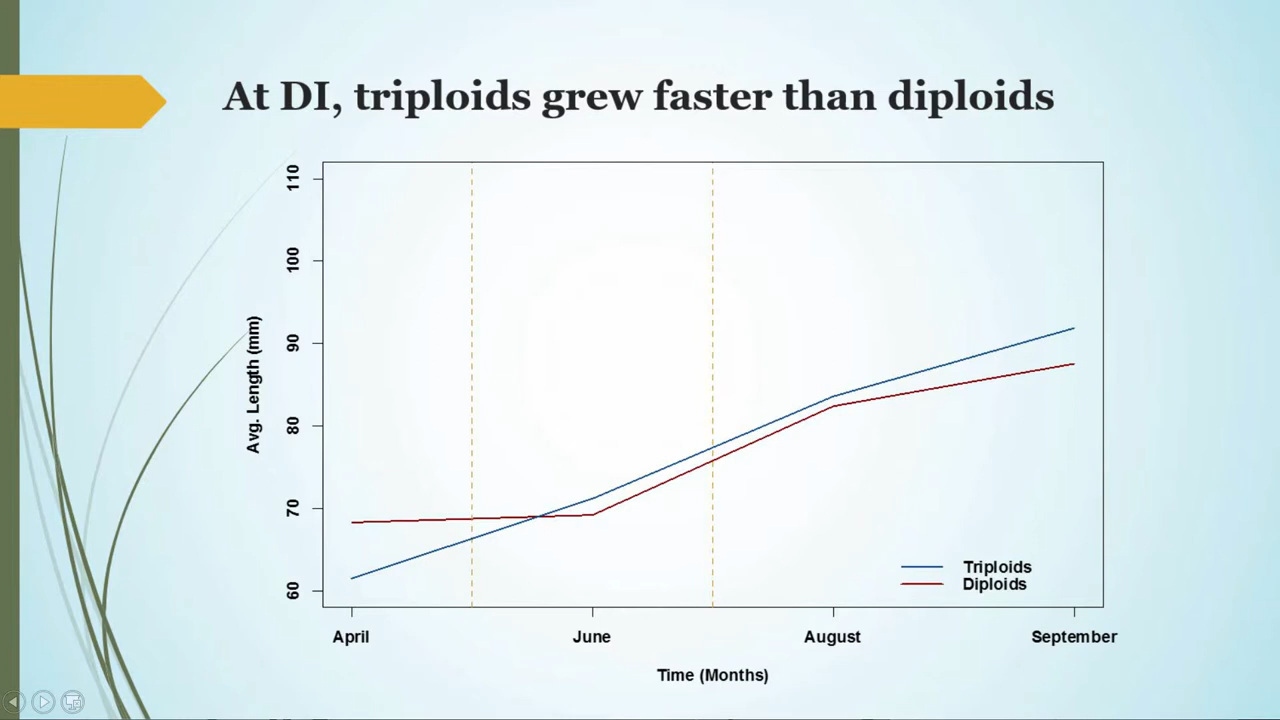 At DI, triploids grew faster than diploids
110
100
90
80
70
60
Avg. Length (mm)
Triploids
Diploids
April June August September
Time (Months)